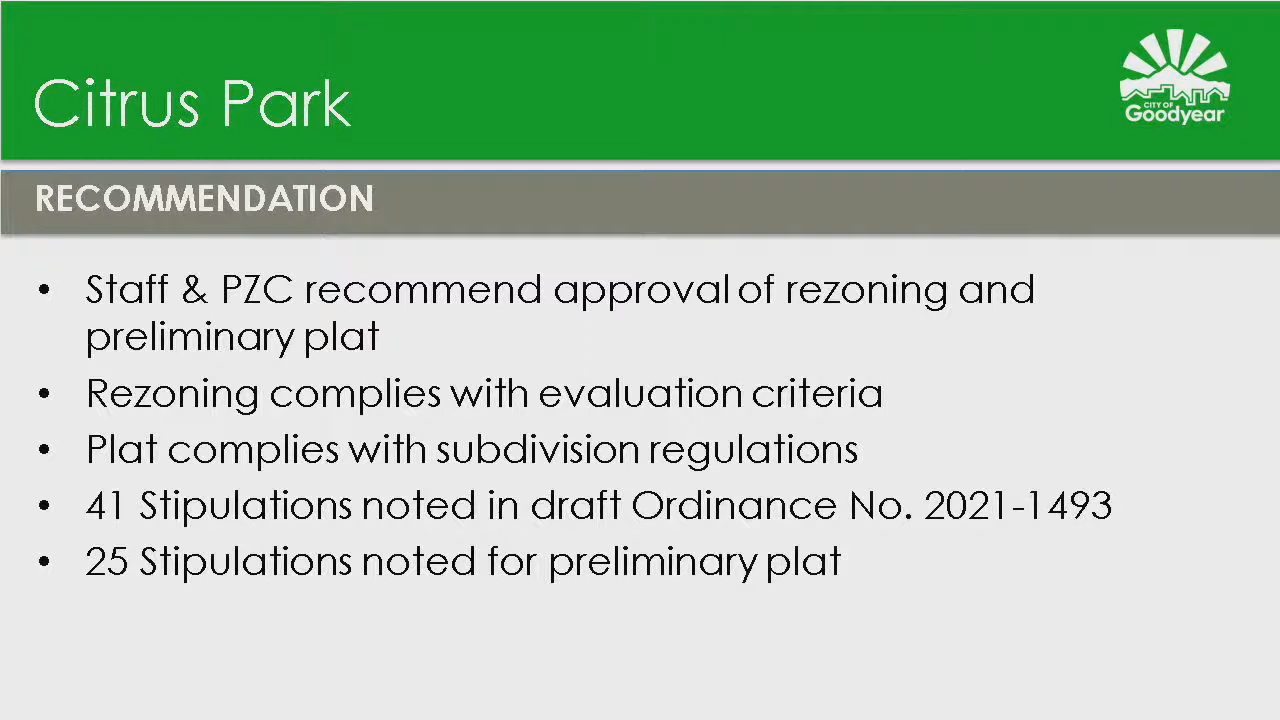 Citrus Park
CITY OF
Goodyear
RECOMMENDATION
• Staff & PZC recommend approval of rezoning and
preliminary plat
• Rezoning complies with evaluation criteria
• Plat complies with subdivision regulations
• 41 Stipulations noted in draft Ordinance No. 2021-1493
• 25 Stipulations noted for preliminary plat